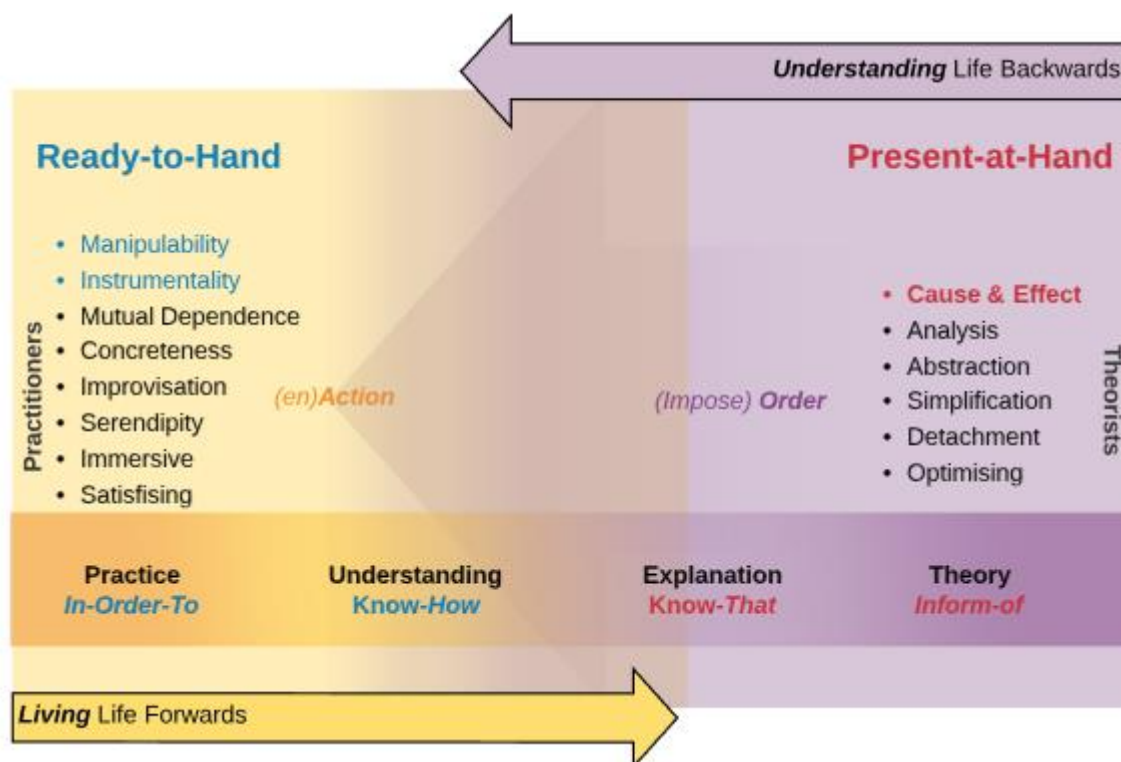 Understanding Life Backwards
Ready-to-Hand
Present-at-Hand
Practitioners
• Manipulability
• Instrumentality
• Mutual Dependence
• Concreteness
• Improvisation
• Serendipity
• Immersive
• Satisfising
(en)Action
(Impose) Order
• Cause & Effect
• Analysis
• Abstraction
• Simplification
• Detachment
• Optimising
Theorists
Practice
In-Order-To
Understanding
Know-How
Explanation
Know-That
Theory
Inform-of
Living Life Forwards